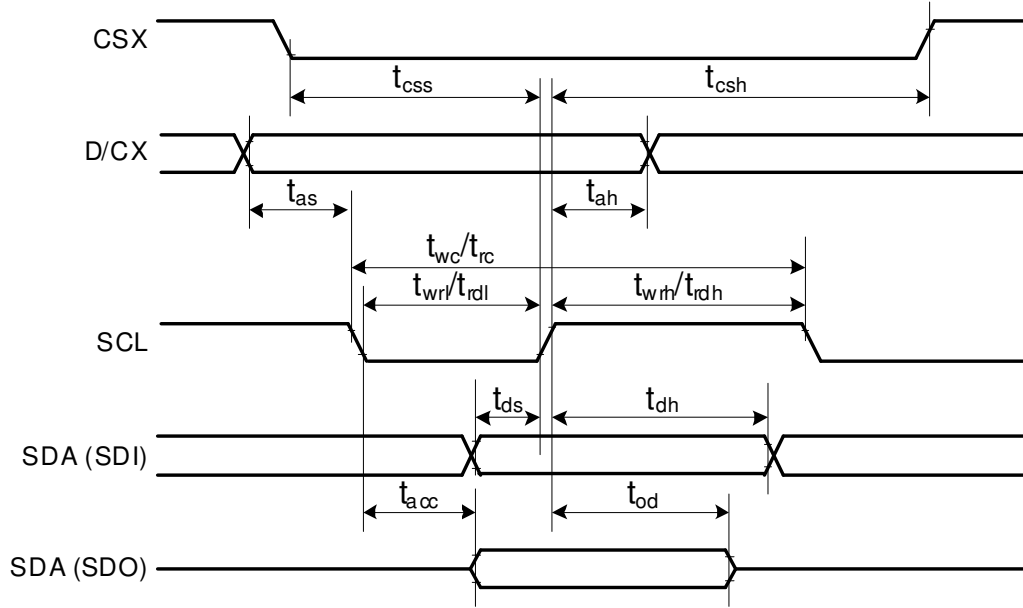 CSX
tcss
tcsh
D/CX
tas
tah
twc/trc
twrl/trdl
twrh/trdh
SCL
tds
tdh
SDA (SDI)
tacc
tod
SDA (SDO)